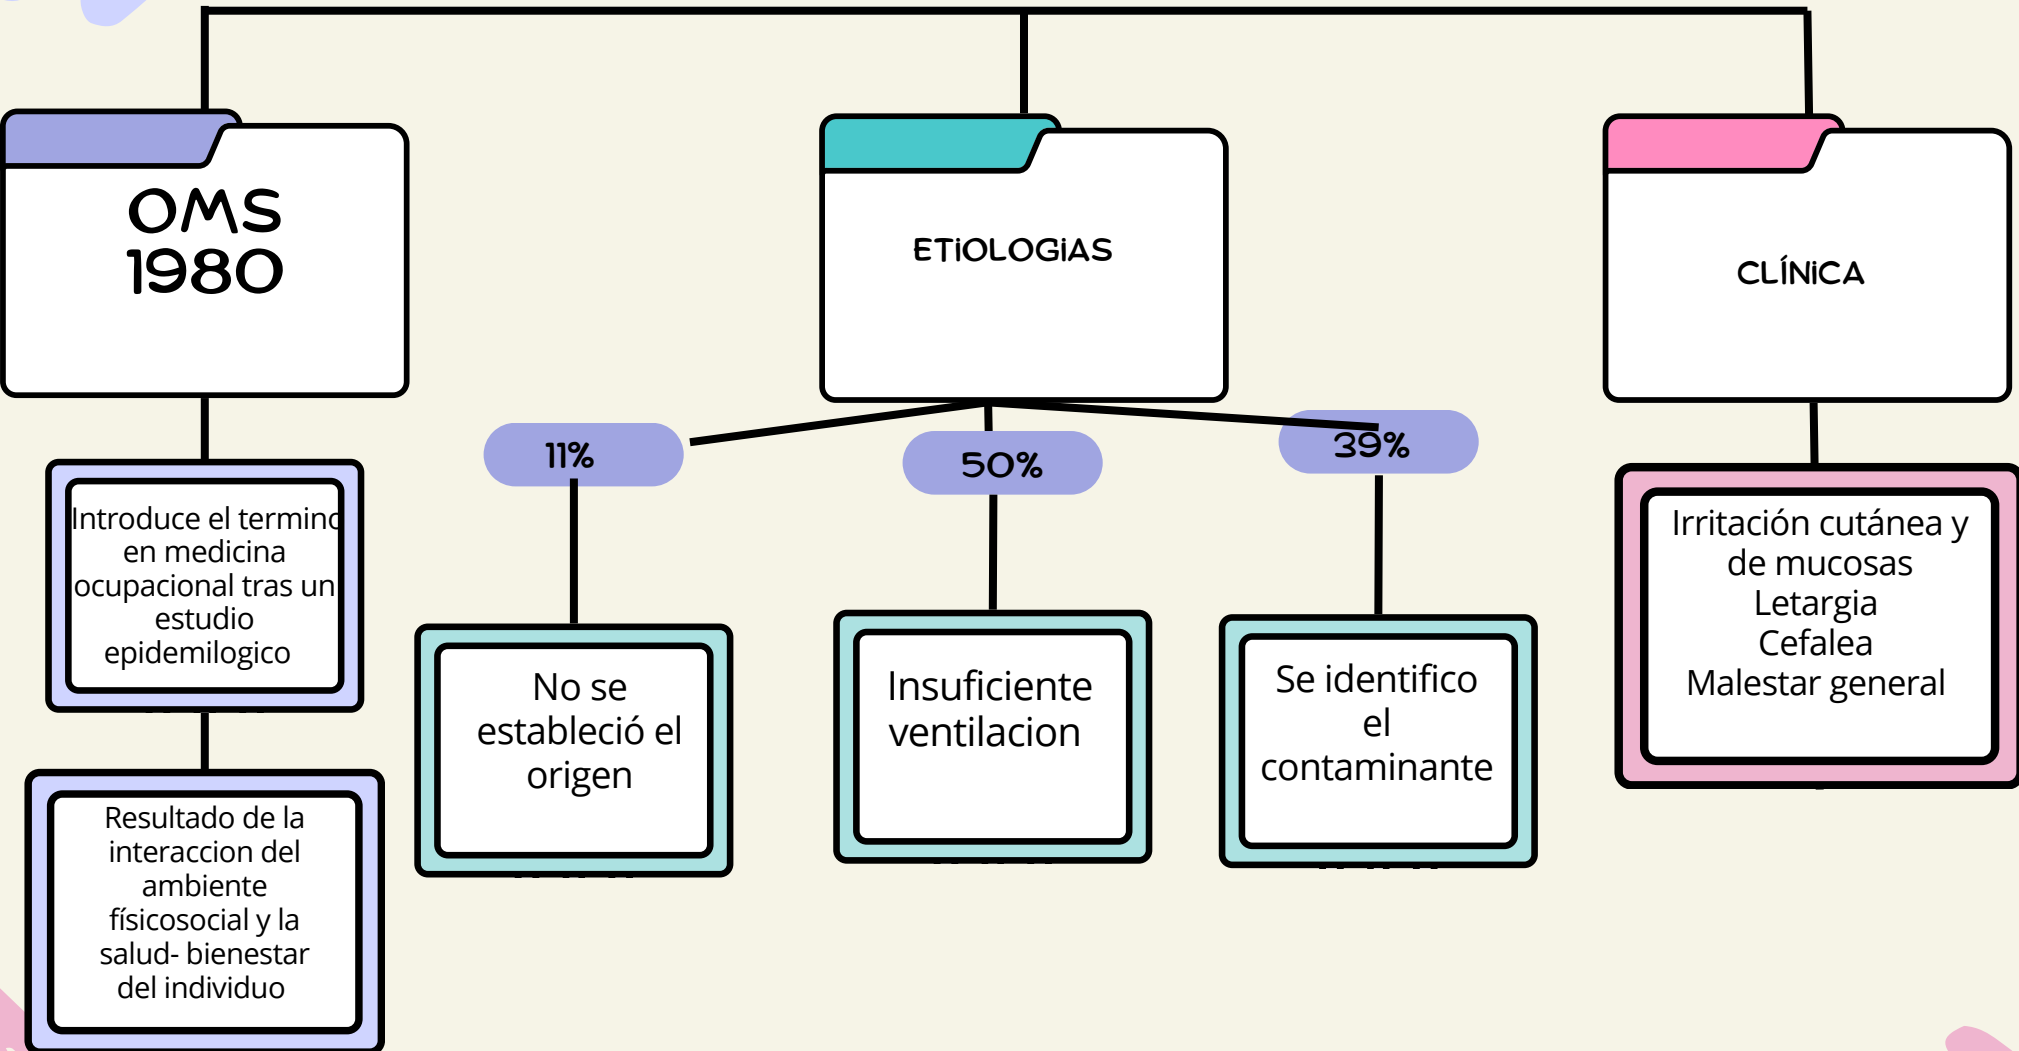 OMS
1980
ETIOLOGIAS
CLÍNICA
11%
50%
39%
Introduce el termino
en medicina
ocupacional tras un
estudio
epidemilogico
Resultado de la
interaccion del
ambiente
físicosocial y la
salud- bienestar
del individuo
No se
estableció el
origen
Insuficiente
ventilacion
Se identifico
el
contaminante
Irritación cutánea y
de mucosas
Letargia
Cefalea
Malestar general